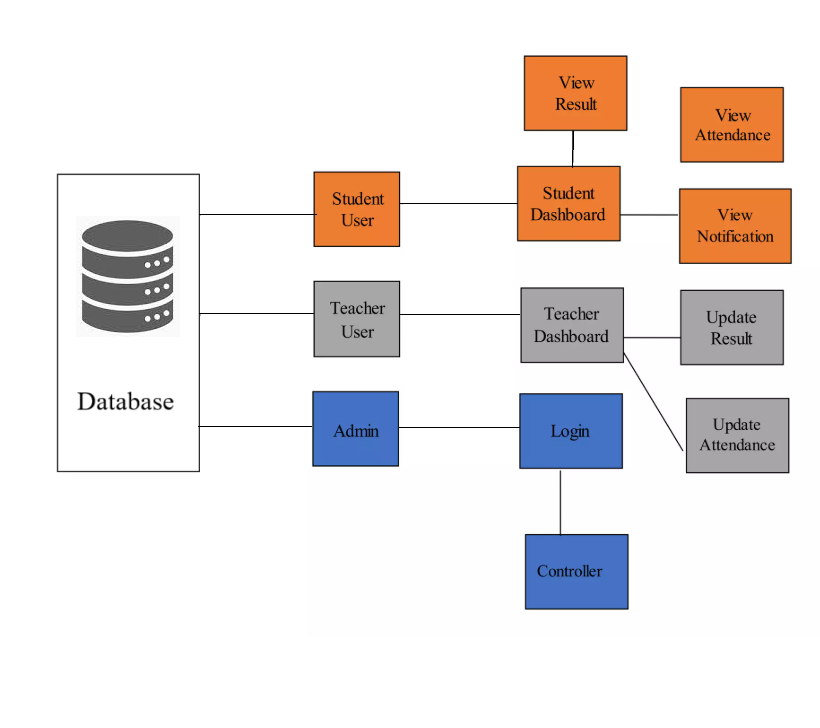 View
Result
View
Attendance
Student
User
Student
Dashboard
View
Notification
Teacher
User
Teacher
Dashboard
Update
Result
Database
Admin
Login
Update
Attendance
Controller